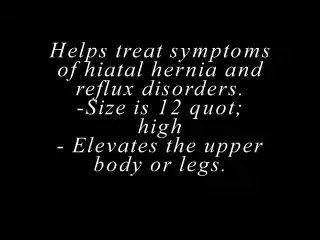 Helps treat symptoms
of hiatal hernia and
reflux disorders.
-Size is 12 quot;
high
- Elevates the upper
body or legs.